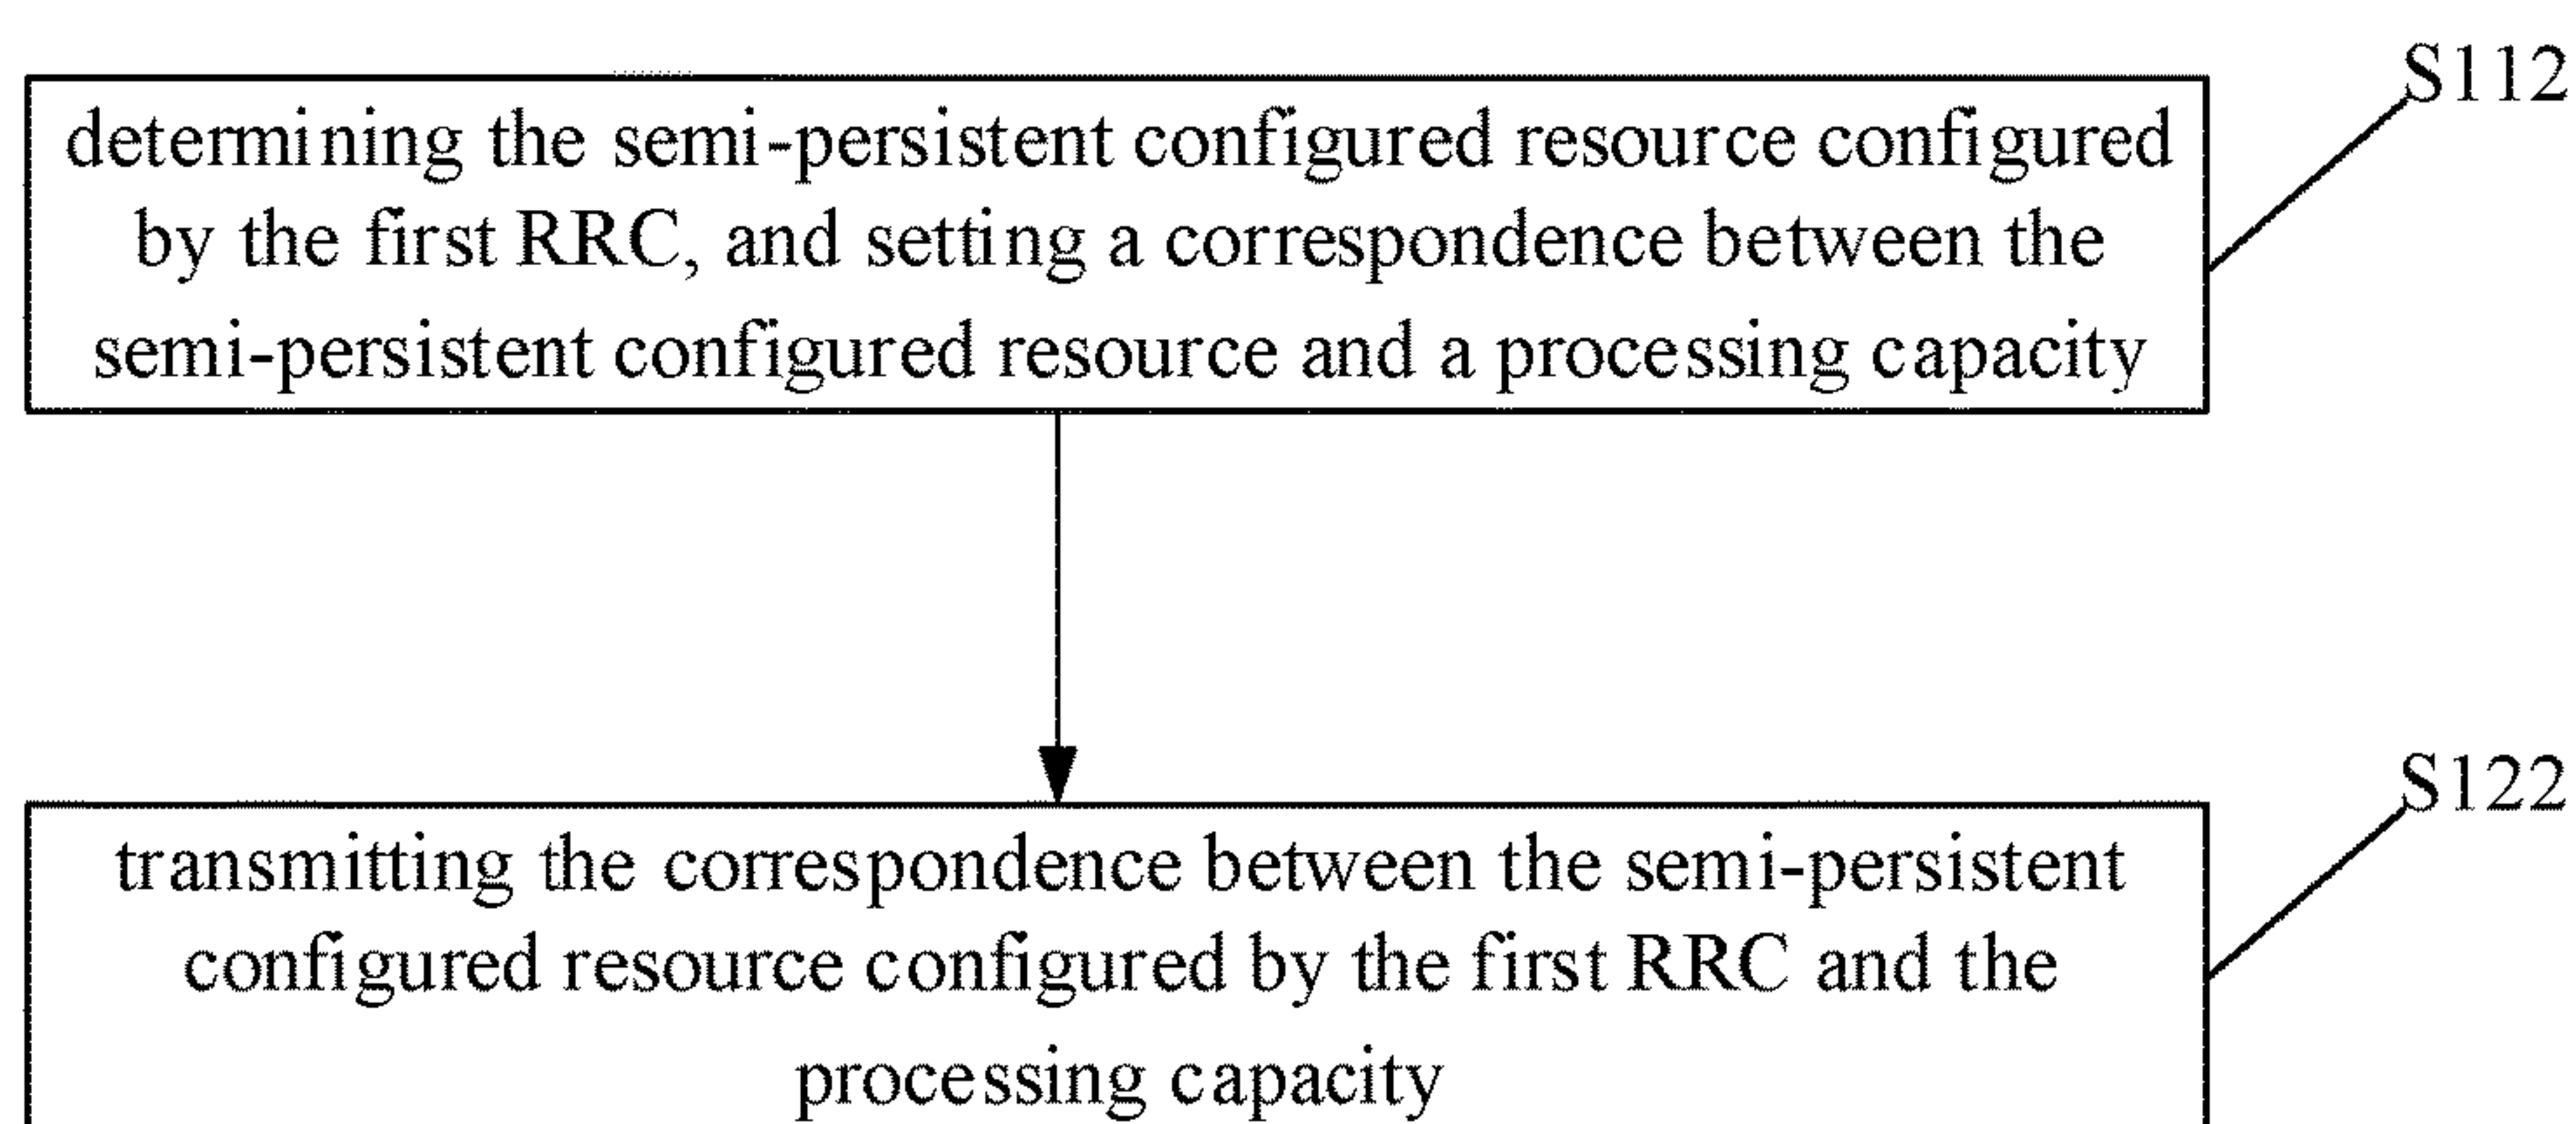 S112
determining the semi-persistent configured resource configured
by the first RRC, and setting a correspondence between the
semi-persistent configured resource and a processing capacity
S122
transmitting the correspondence between the semi-persistent
configured resource configured by the first RRC and the
processing capacity